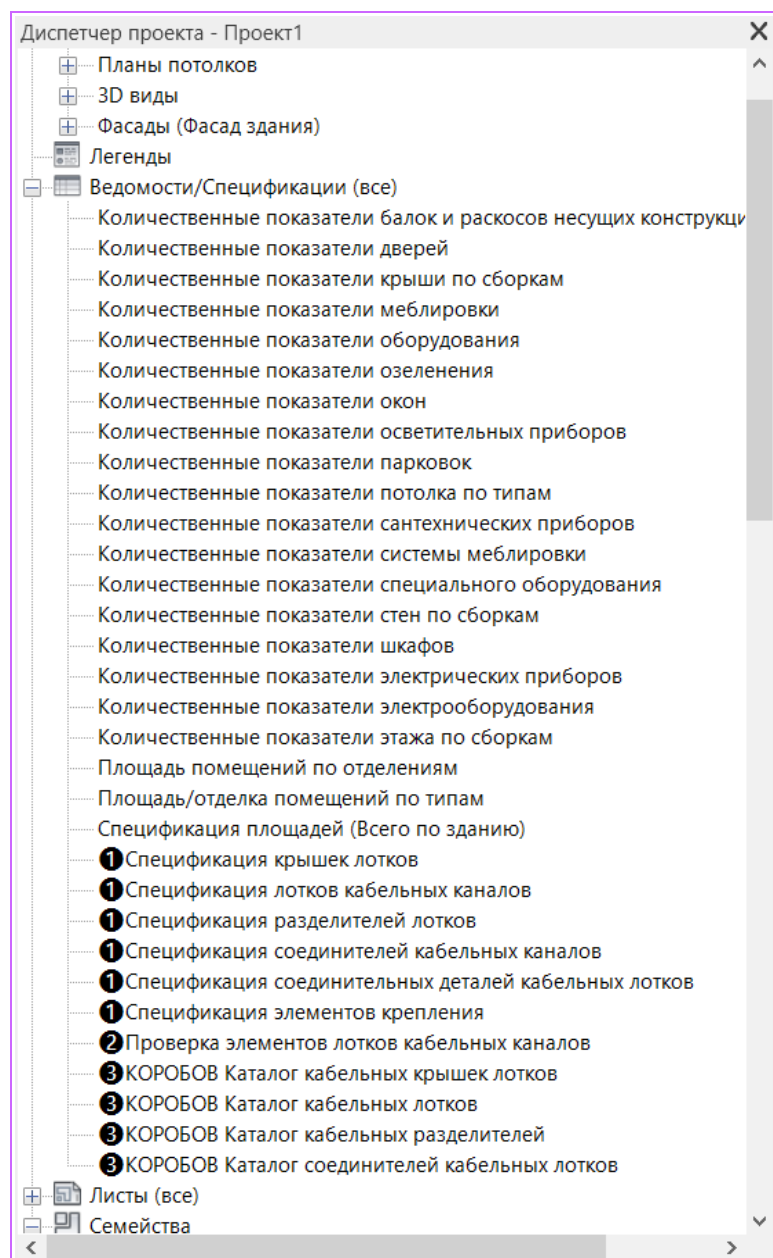 Диспетчер проекта - Проект1
Планы потолков
3D виды
Фасады (Фасад здания)
Легенды
Ведомости/Спецификации (все)
Количественные показатели балок и раскосов несущих конструкци
Количественные показатели дверей
Количественные показатели крыши по сборкам
Количественные показатели меблировки
Количественные показатели оборудования
Количественные показатели озеленения
Количественные показатели окон
Количественные показатели осветительных приборов
Количественные показатели парковок
Количественные показатели потолка по типам
Количественные показатели сантехнических приборов
Количественные показатели системы меблировки
Количественные показатели специального оборудования
Количественные показатели стен по сборкам
Количественные показатели шкафов
Количественные показатели электрических приборов
Количественные показатели электрооборудования
Количественные показатели этажа по сборкам
Площадь помещений по отделениям
Площадь/отделка помещений по типам
Спецификация площадей (Всего по зданию)
❶Спецификация крышек лотков
❶Спецификация лотков кабельных каналов
❶Спецификация разделителей лотков
❶Спецификация соединителей кабельных каналов
❶Спецификация соединительных деталей кабельных лотков
❶Спецификация элементов крепления
❷Проверка элементов лотков кабельных каналов
❸КОРОБОВ Каталог кабельных крышек лотков
❸КОРОБОВ Каталог кабельных лотков
❸КОРОБОВ Каталог кабельных разделителей
❸КОРОБОВ Каталог соединителей кабельных лотков
Листы (все)
Семейства